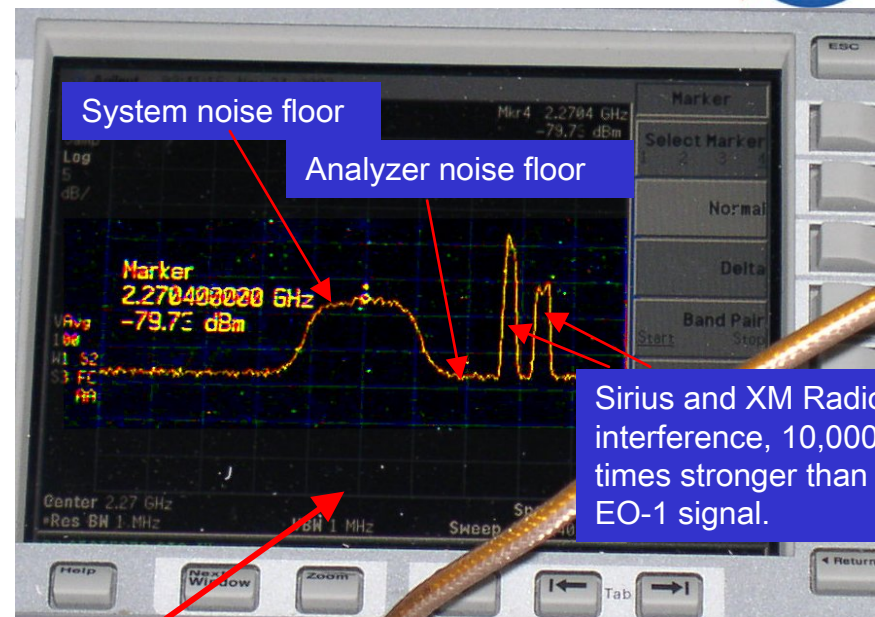 ESC
System noise floor
Mkr4 2.2704 GHz
-79.73 dBm
Marker
Select Marker
1 2 3 4
Log
5
dB/
Analyzer noise floor
Normal
Marker
2.270400000 GHz
-79.73 dBm
Delta
VAvg
100
W1 S2
S3 FC
AA
Band Pair
Start Stop
Sirius and XM Radio
interference, 10,000
times stronger than
EO-1 signal.
Center 2.27 GHz
#Res BW 1 MHz
VBW 1 MHz
Sweep
Help
Next
Window
Zoom
Tab
Return